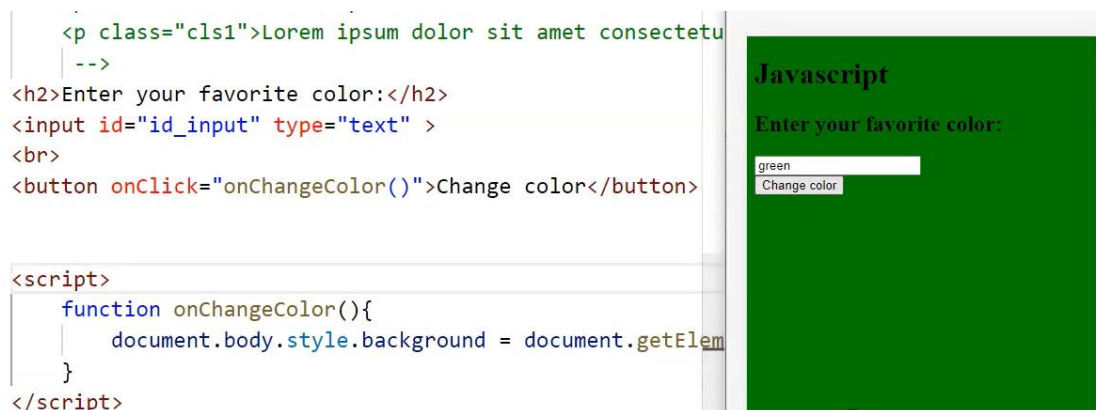 <p class="cls1">Lorem ipsum dolor sit amet consectetu
-->
<h2>Enter your favorite color:</h2>
<input id="id_input" type="text" >
<br>
<button onClick="onChangeColor()">Change color</button>
<script>
function onChangeColor(){
document.body.style.background = document.getElem
}
</script>
Javascript
Enter your favorite color:
green
Change color